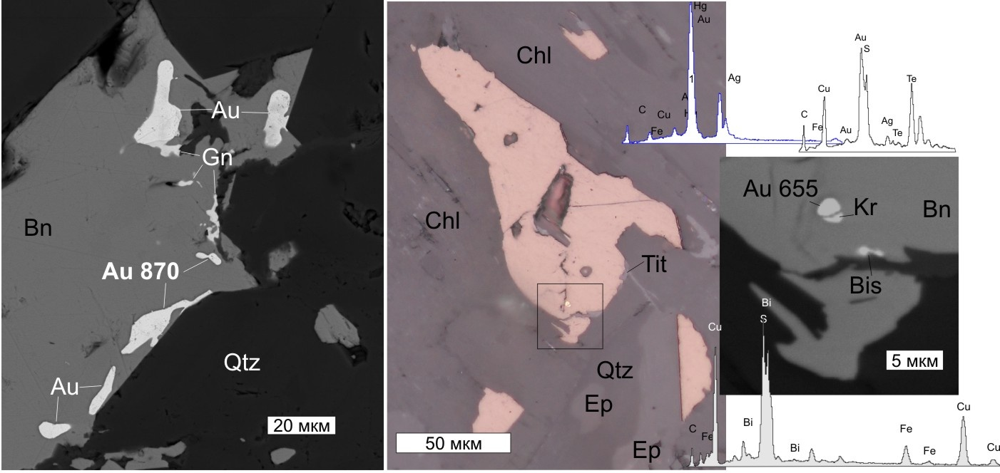 Au
Gn
Bn
Au 870
Qtz
Au
20 мкм
Chl
Chl
Tit
Qtz
Ep
Ep
50 мкм
Hg
Au
1
Ag
C
Cu
Fe
Au
S
Cu
Te
C
Fe
Au
Ag
Te
Au 655
Kr
Bn
Bis
5 мкм
Cu
Bi
S
C
Fe
Bi
Bi
Fe
Fe
Cu
Cu